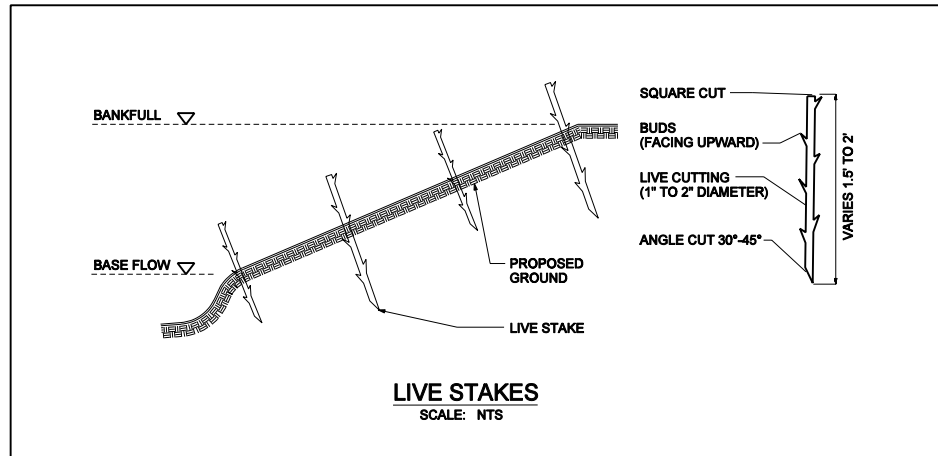 BANKFULL
BASE FLOW
PROPOSED
GROUND
LIVE STAKE
SQUARE CUT
BUDS
(FACING UPWARD)
LIVE CUTTING
(1" TO 2" DIAMETER)
ANGLE CUT 30°-45°
VARIES 1.5' TO 2'
LIVE STAKES
SCALE: NTS